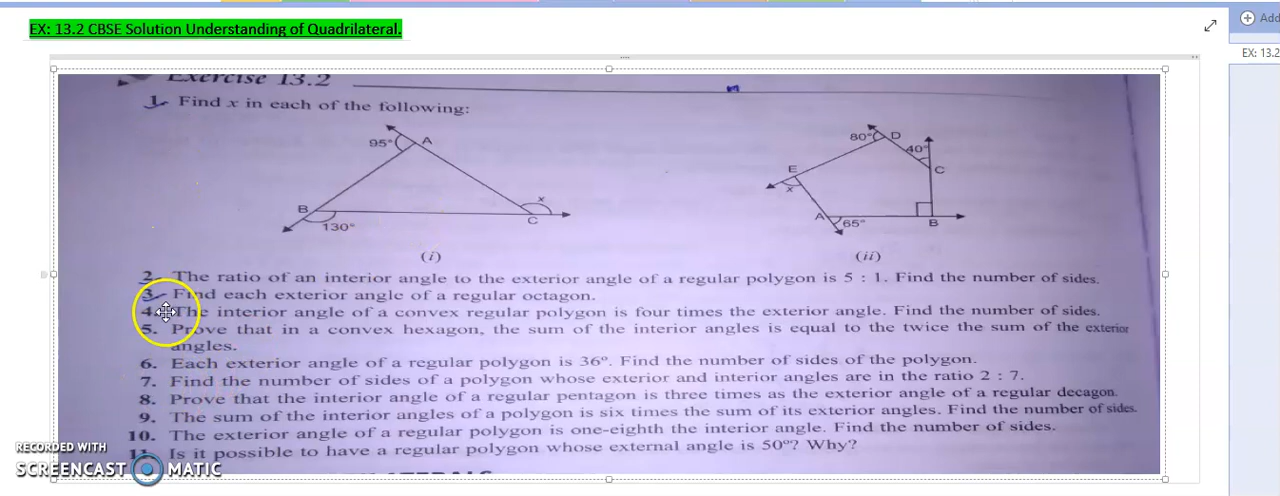 EX: 13.2 CBSE Solution Understanding of Quadrilateral.
Add
EX: 13.2
Exercise 13.2
1. Find x in each of the following:
95° A
B
130°
x
C
(i)
80° D
40°
C
E
x
A 65°
B
(ii)
2. The ratio of an interior angle to the exterior angle of a regular polygon is 5 : 1. Find the number of sides.
3. Find each exterior angle of a regular octagon.
4. The interior angle of a convex regular polygon is four times the exterior angle. Find the number of sides.
5. Prove that in a convex hexagon, the sum of the interior angles is equal to the twice the sum of the exterior
angles.
6. Each exterior angle of a regular polygon is 36°. Find the number of sides of the polygon.
7. Find the number of sides of a polygon whose exterior and interior angles are in the ratio 2 : 7.
8. Prove that the interior angle of a regular pentagon is three times as the exterior angle of a regular decagon.
9. The sum of the interior angles of a polygon is six times the sum of its exterior angles. Find the number of sides.
10. The exterior angle of a regular polygon is one-eighth the interior angle. Find the number of sides.
11. Is it possible to have a regular polygon whose external angle is 50°? Why?
RECORDED WITH
SCREENCAST MATIC